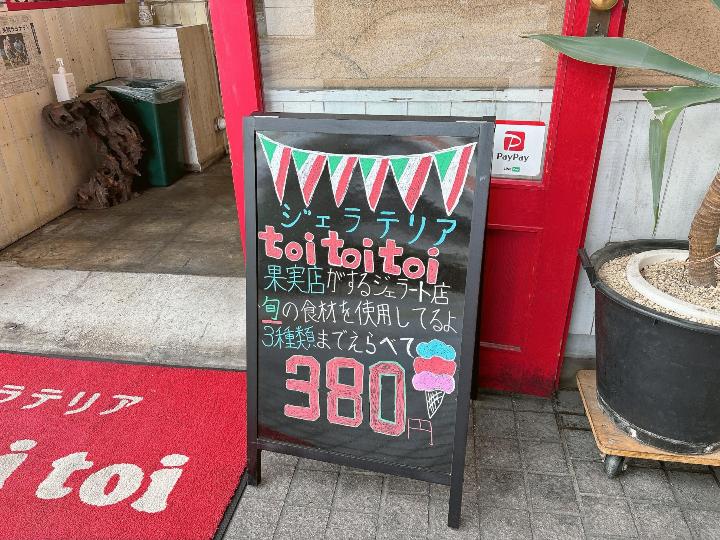 ジェラテリア
toi toi toi
果実店がするジェラート店
旬の食材を使用してるよ
3種類までえらべて
380円
PayPay
ラテリア
i toi